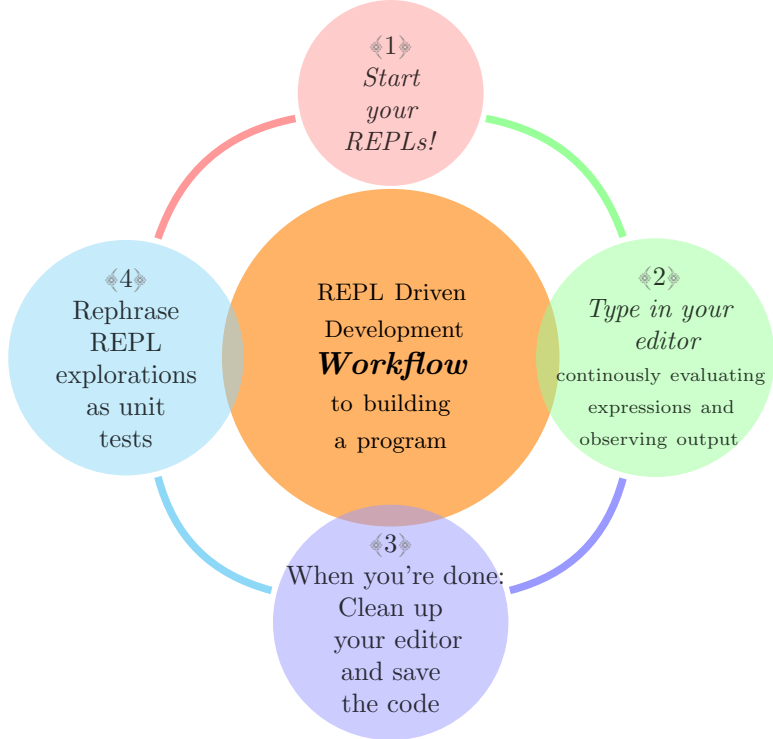 1
Start
your
REPLs!
REPL Driven
Development
Workflow
to building
a program
2
Type in your
editor
continously evaluating
expressions and
observing output
3
When you're done:
Clean up
your editor
and save
the code
4
Rephrase
REPL
explorations
as unit
tests